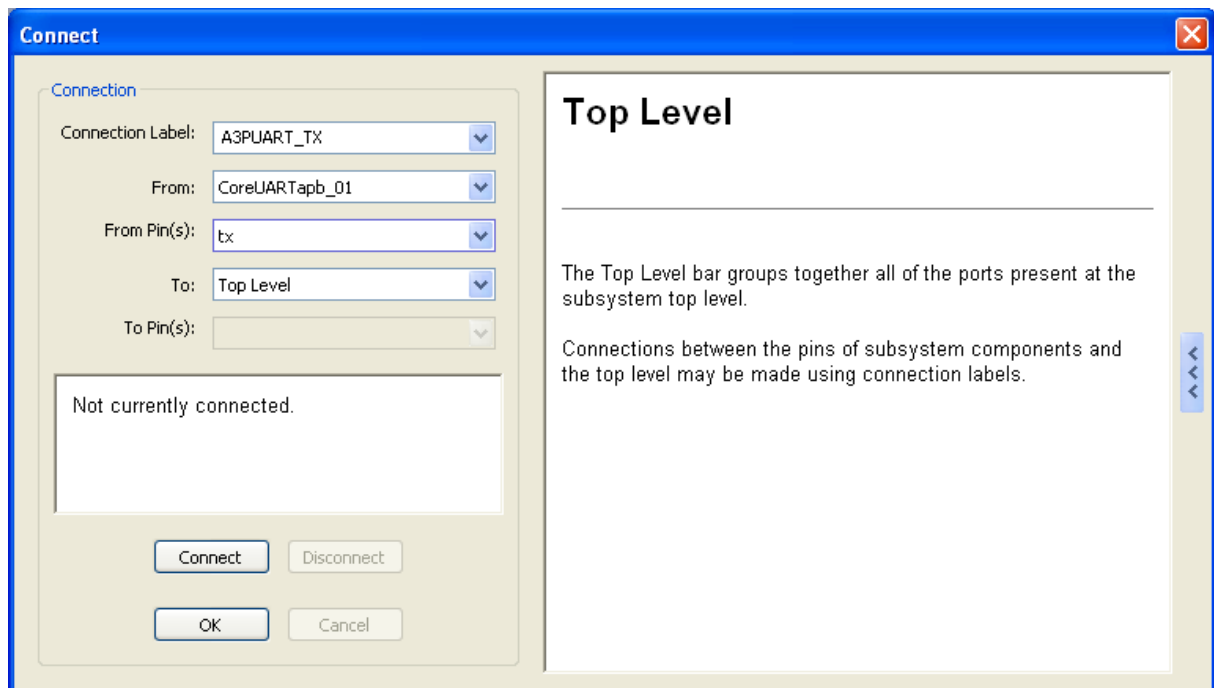 Connect
Connection
Connection Label: A3PUART_TX
From: CoreUARTapb_01
From Pin(s): tx
To: Top Level
To Pin(s):
Not currently connected.
Connect Disconnect
OK Cancel
Top Level
The Top Level bar groups together all of the ports present at the
subsystem top level.
Connections between the pins of subsystem components and
the top level may be made using connection labels.